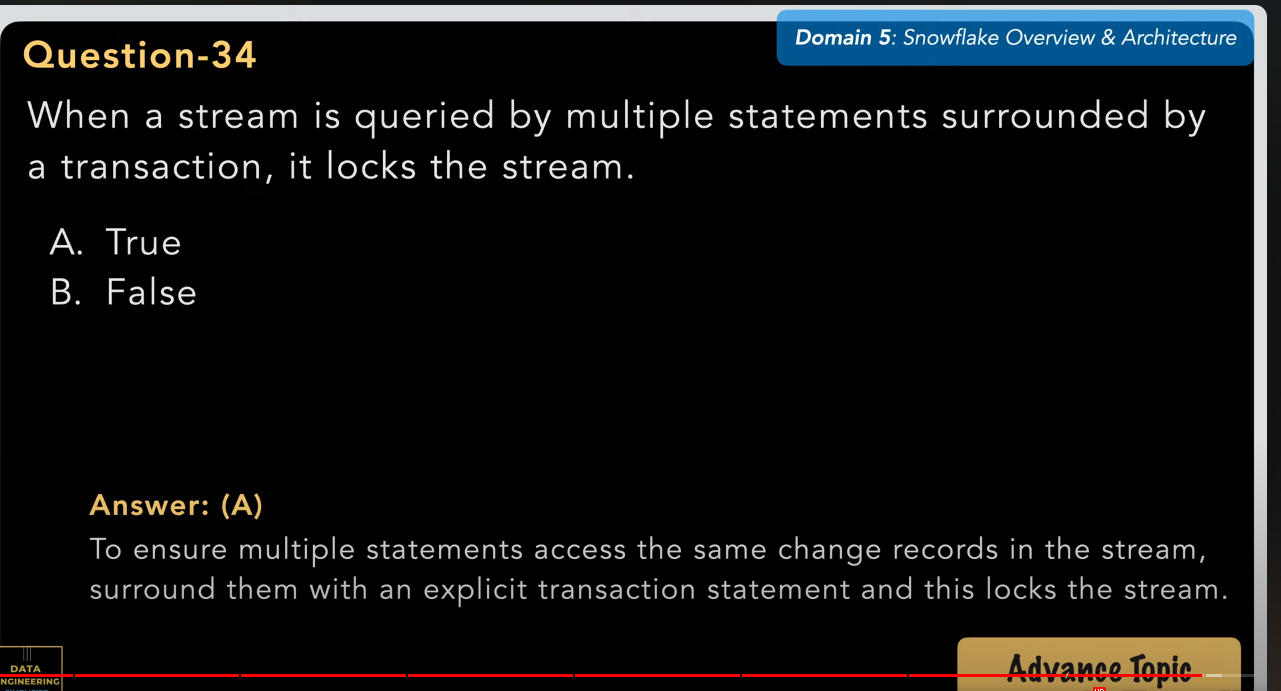 Question-34
Domain 5: Snowflake Overview & Architecture
When a stream is queried by multiple statements surrounded by
a transaction, it locks the stream.
A. True
B. False
Answer: (A)
To ensure multiple statements access the same change records in the stream,
surround them with an explicit transaction statement and this locks the stream.
DATA
NGINEERING
Advance Topic
HD